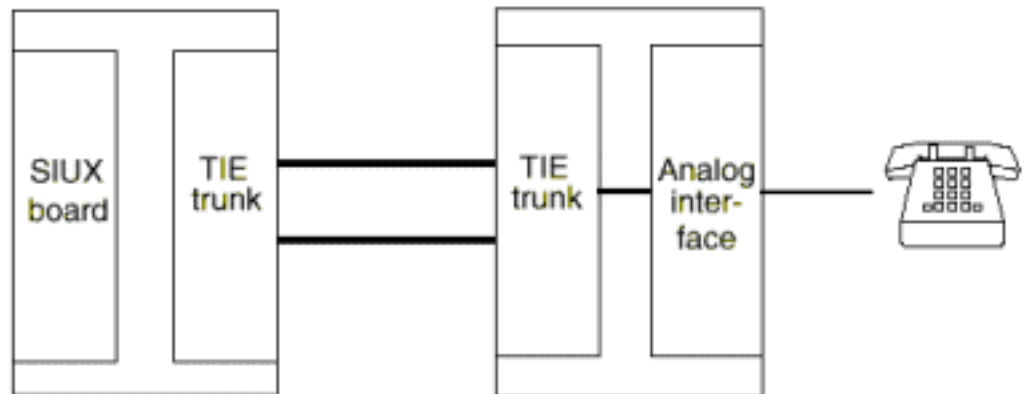 SIUX
board
TIE
trunk
TIE
trunk
Analog
inter-
face